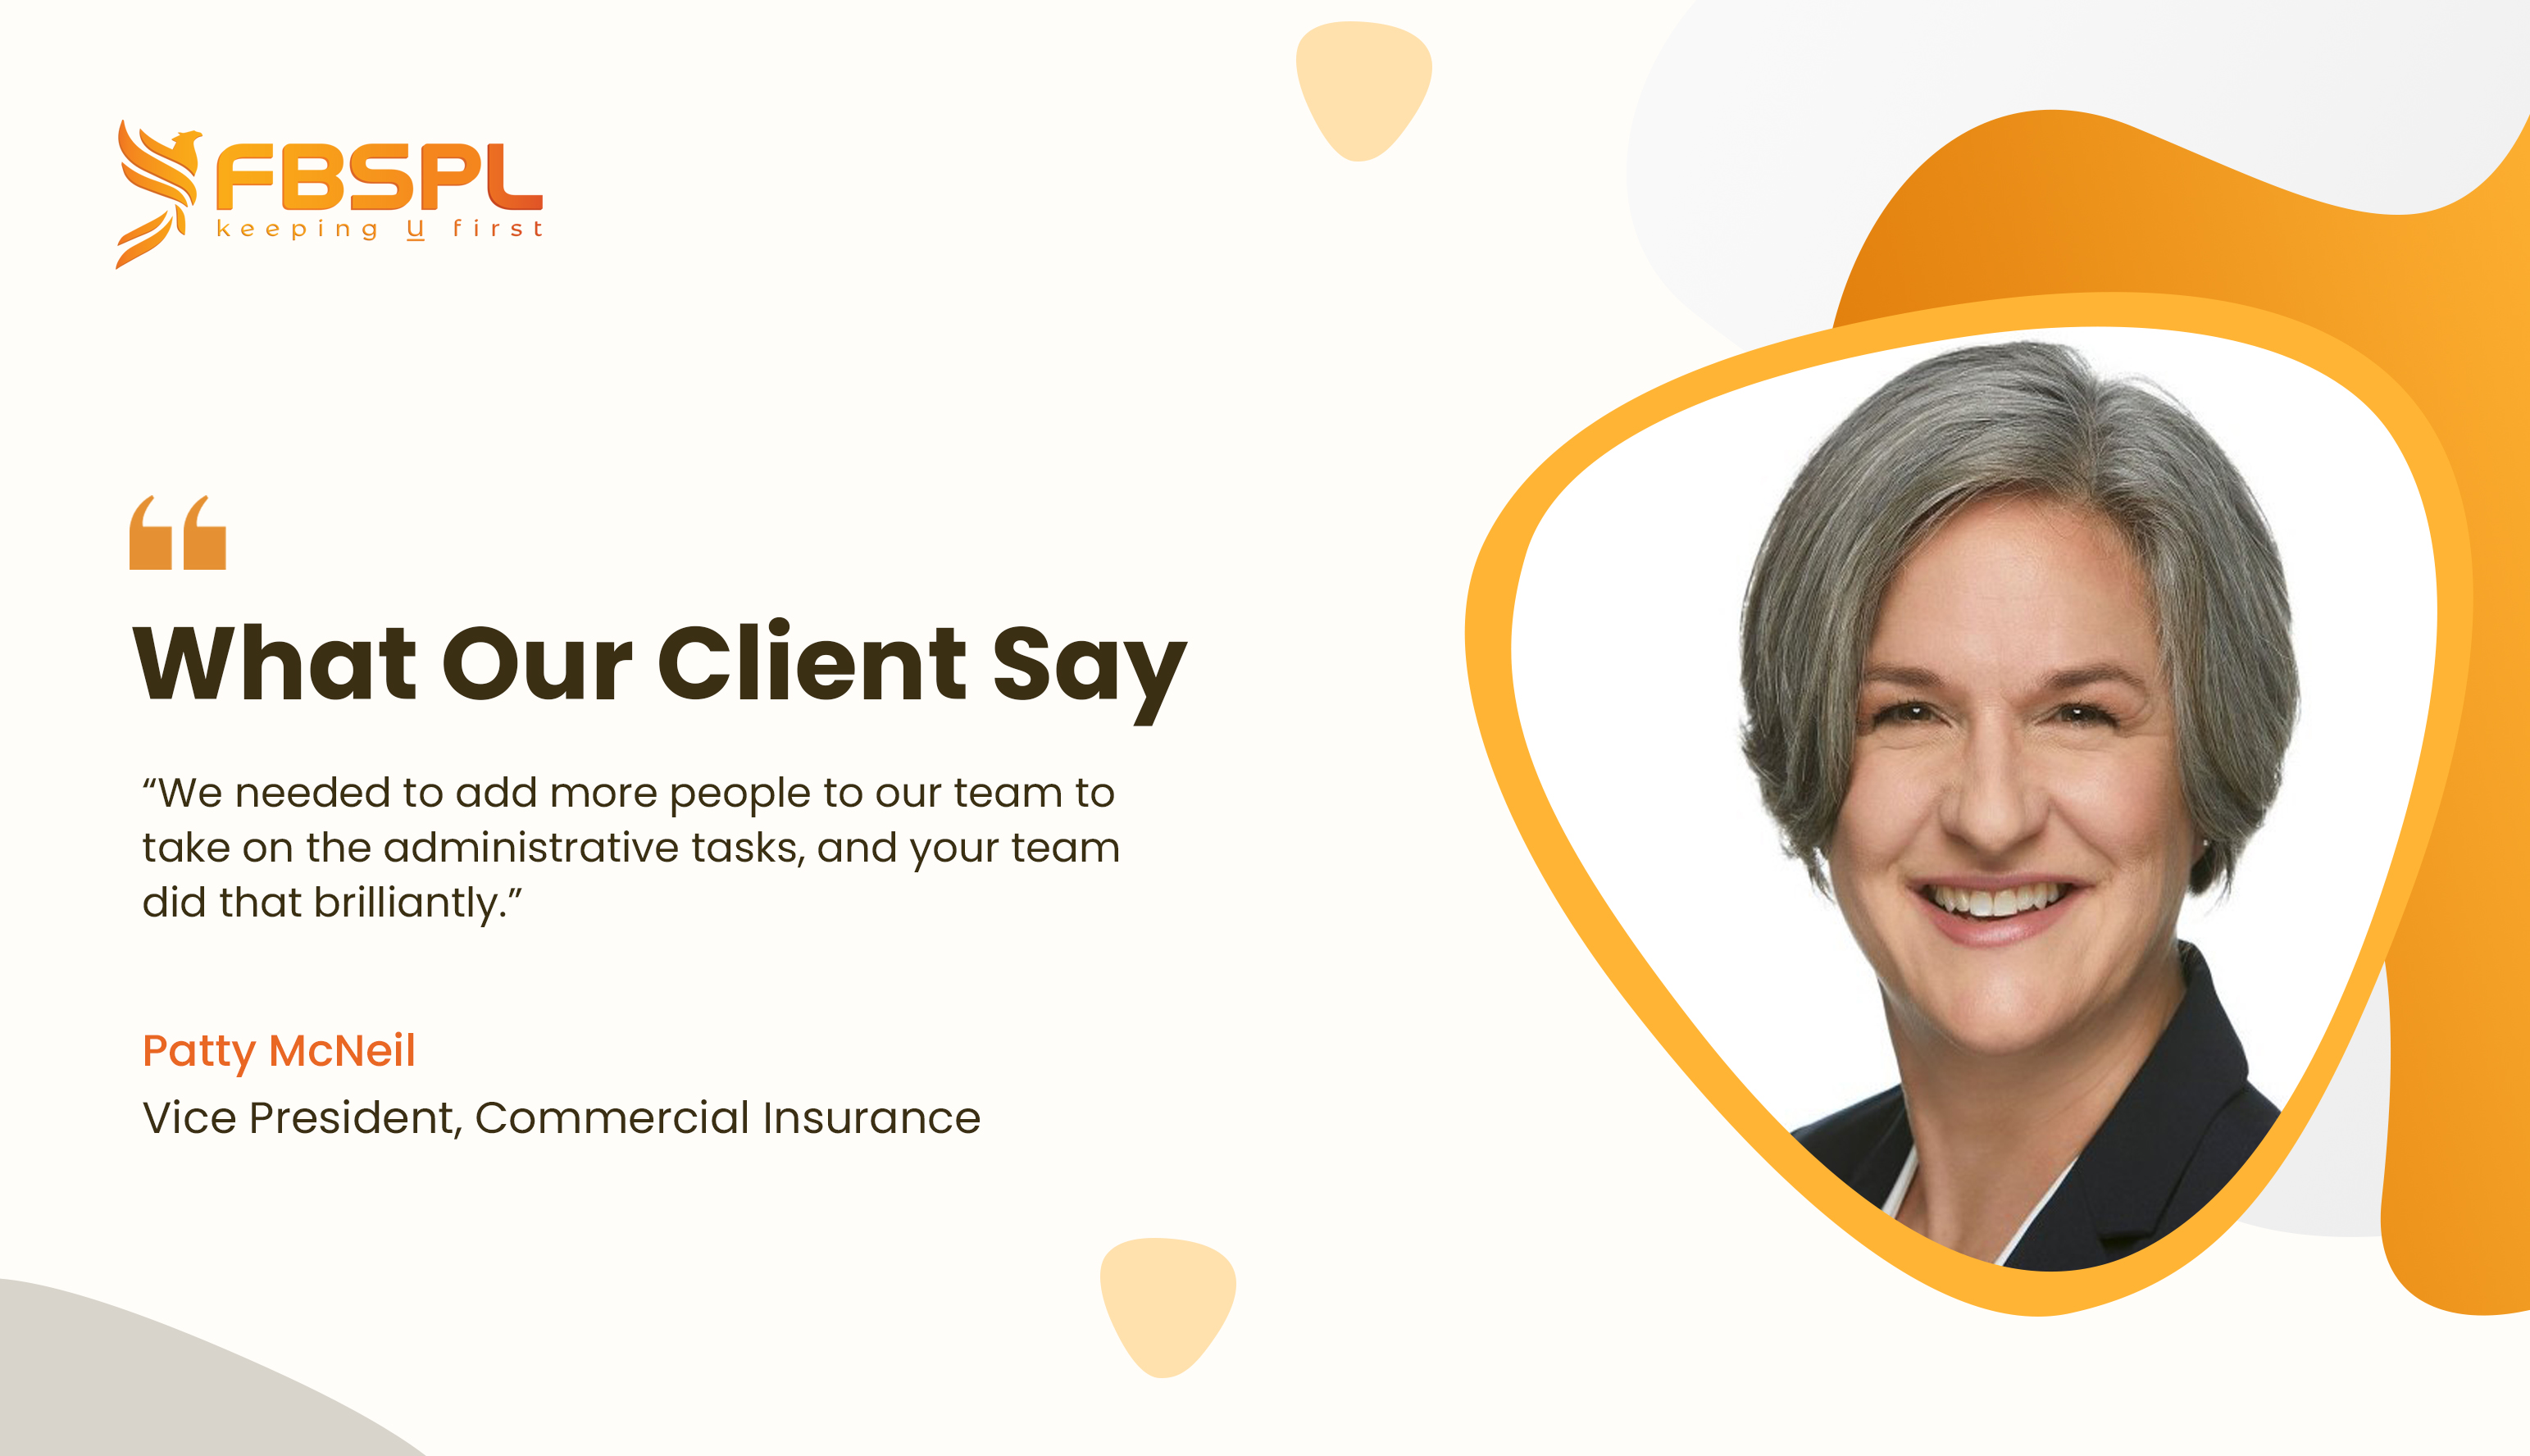 FBSPL
keeping U first
What Our Client Say
“We needed to add more people to our team to
take on the administrative tasks, and your team
did that brilliantly.”
Patty McNeil
Vice President, Commercial Insurance